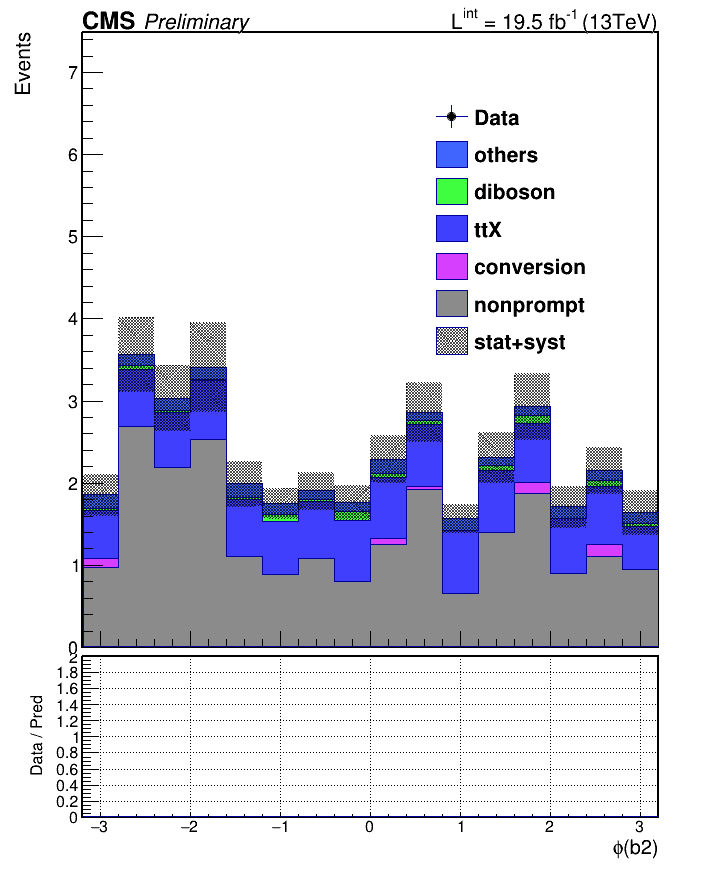 CMS Preliminary L^int = 19.5 fb^-1 (13TeV)
Events
7
6
5
4
3
2
1
0
Data
others
diboson
ttX
conversion
nonprompt
stat+syst
Data / Pred
2
1.8
1.6
1.4
1.2
1
0.8
0.6
0.4
0.2
0
−3 −2 −1 0 1 2 3
ϕ(b2)